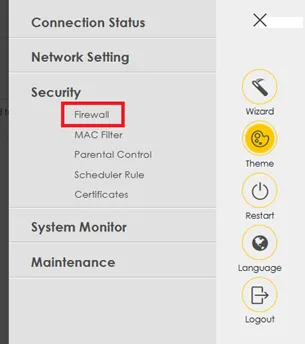 Connection Status
Network Setting
Security
Firewall
MAC Filter
Parental Control
Scheduler Rule
Certificates
System Monitor
Maintenance
Wizard
Theme
Restart
Language
Logout